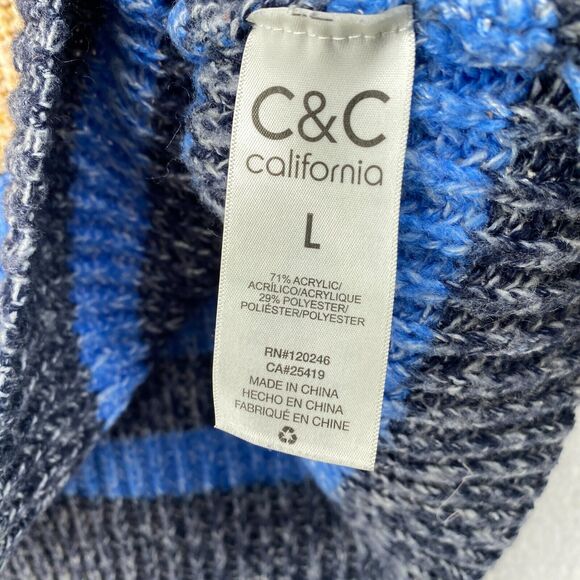 C&C
california
L
71% ACRYLIC/
ACRÍLICO/ACRYLIQUE
29% POLYESTER/
POLIÉSTER/POLYESTER
RN#120246
CA#25419
MADE IN CHINA
HECHO EN CHINA
FABRIQUÉ EN CHINE